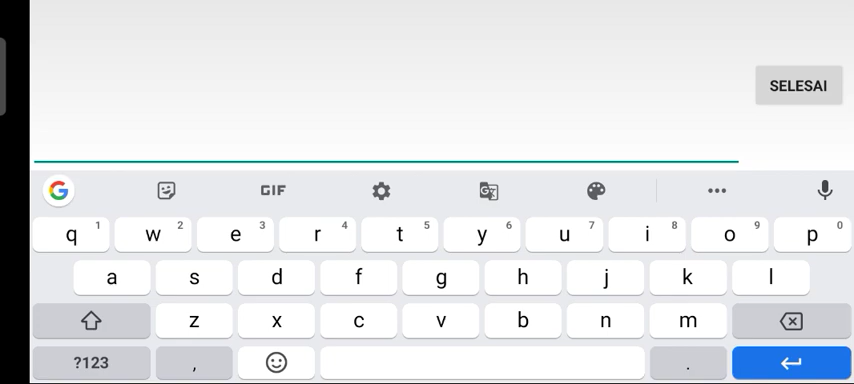 SELESAI
G GIF
q 1 w 2 e 3 r 4 t 5 y 6 u 7 i 8 o 9 p 0
a s d f g h j k l
z x c v b n m
?123 , .